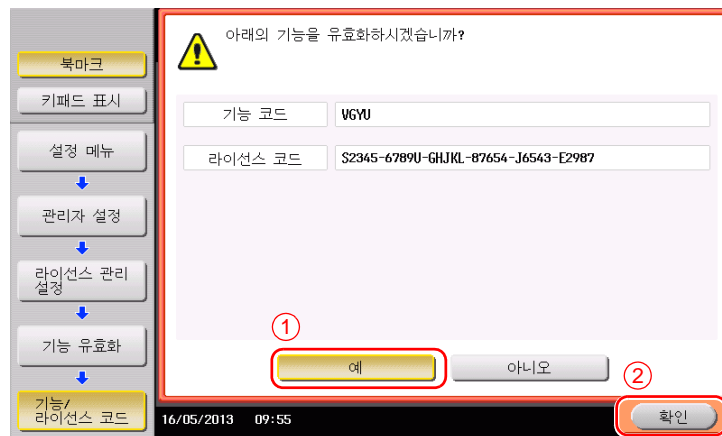 북마크
키패드 표시
설정 메뉴
관리자 설정
라이선스 관리
설정
기능 유효화
기능/
라이선스 코드
아래의 기능을 유효화하시겠습니까?
기능 코드 VGYU
라이선스 코드 S2345-6789U-GHJKL-87654-J6543-E2987
1
예 아니오
2
16/05/2013 09:55 확인